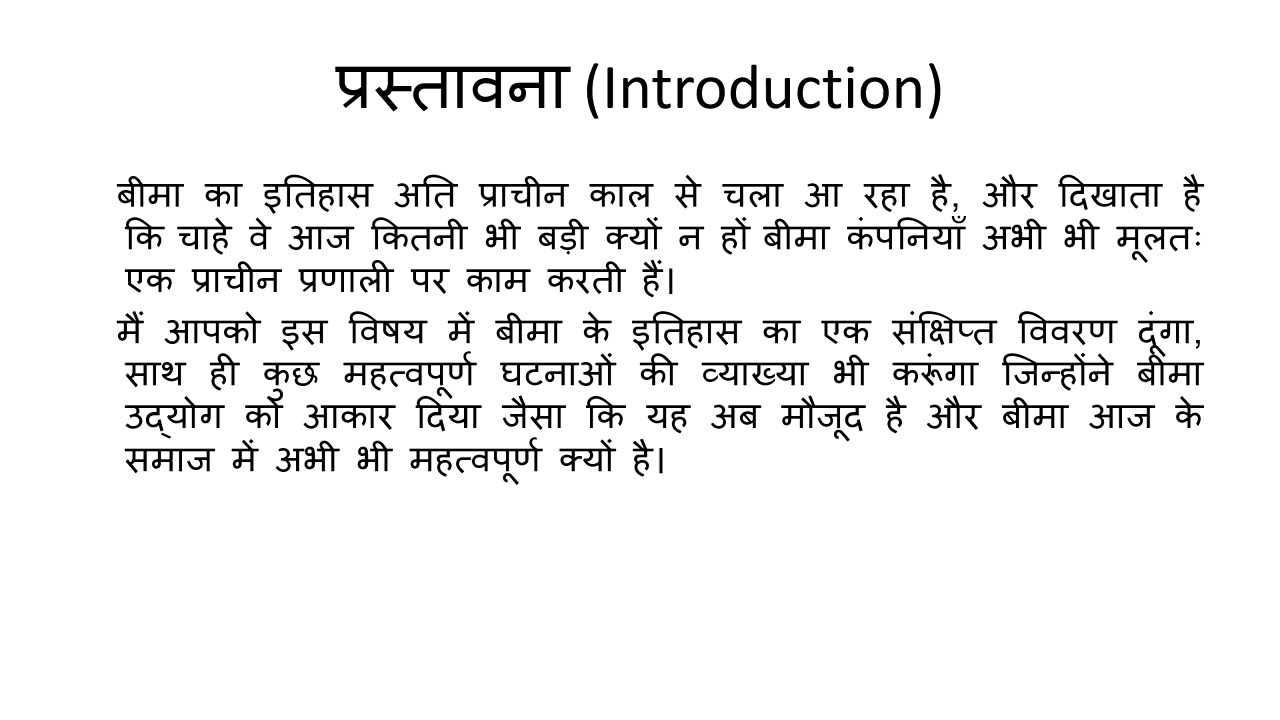 प्रस्तावना (Introduction)
बीमा का इतिहास अति प्राचीन काल से चला आ रहा है, और दिखाता है
कि चाहे वे आज कितनी भी बड़ी क्यों न हों बीमा कंपनियाँ अभी भी मूलतः
एक प्राचीन प्रणाली पर काम करती हैं।
मैं आपको इस विषय में बीमा के इतिहास का एक संक्षिप्त विवरण दूंगा,
साथ ही कुछ महत्वपूर्ण घटनाओं की व्याख्या भी करूंगा जिन्होंने बीमा
उद्योग को आकार दिया जैसा कि यह अब मौजूद है और बीमा आज के
समाज में अभी भी महत्वपूर्ण क्यों है।